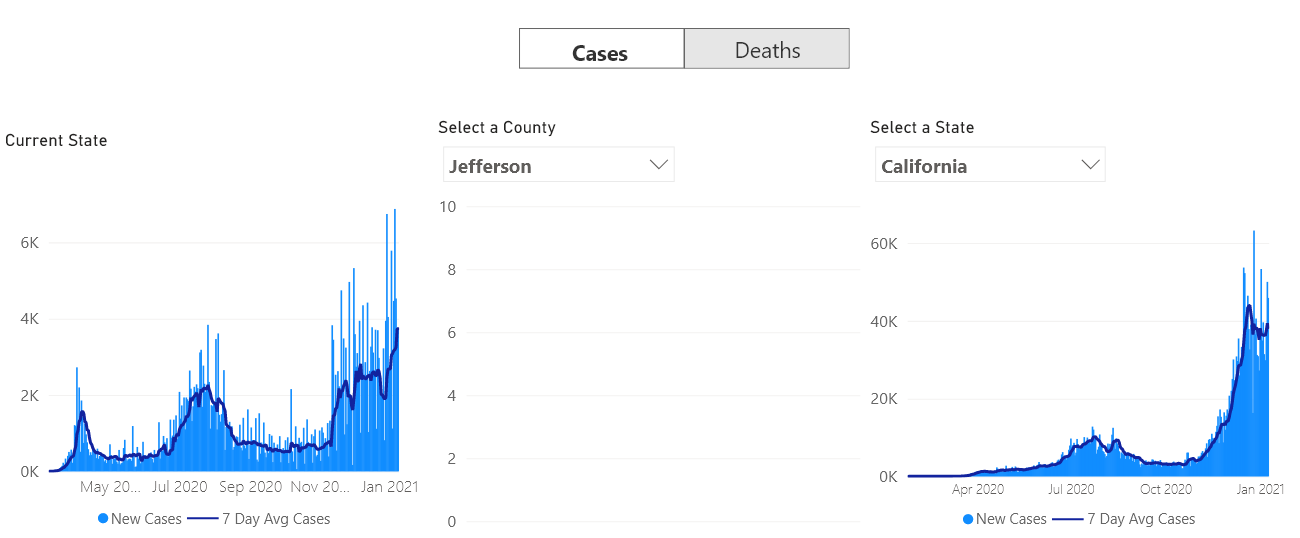 Cases Deaths
Current State
6K
4K
2K
0K
May 20... Jul 2020 Sep 2020 Nov 20... Jan 2021
New Cases 7 Day Avg Cases
Select a County
Jefferson
10
8
6
4
2
0
Select a State
California
60K
40K
20K
0K
Apr 2020 Jul 2020 Oct 2020 Jan 2021
New Cases 7 Day Avg Cases